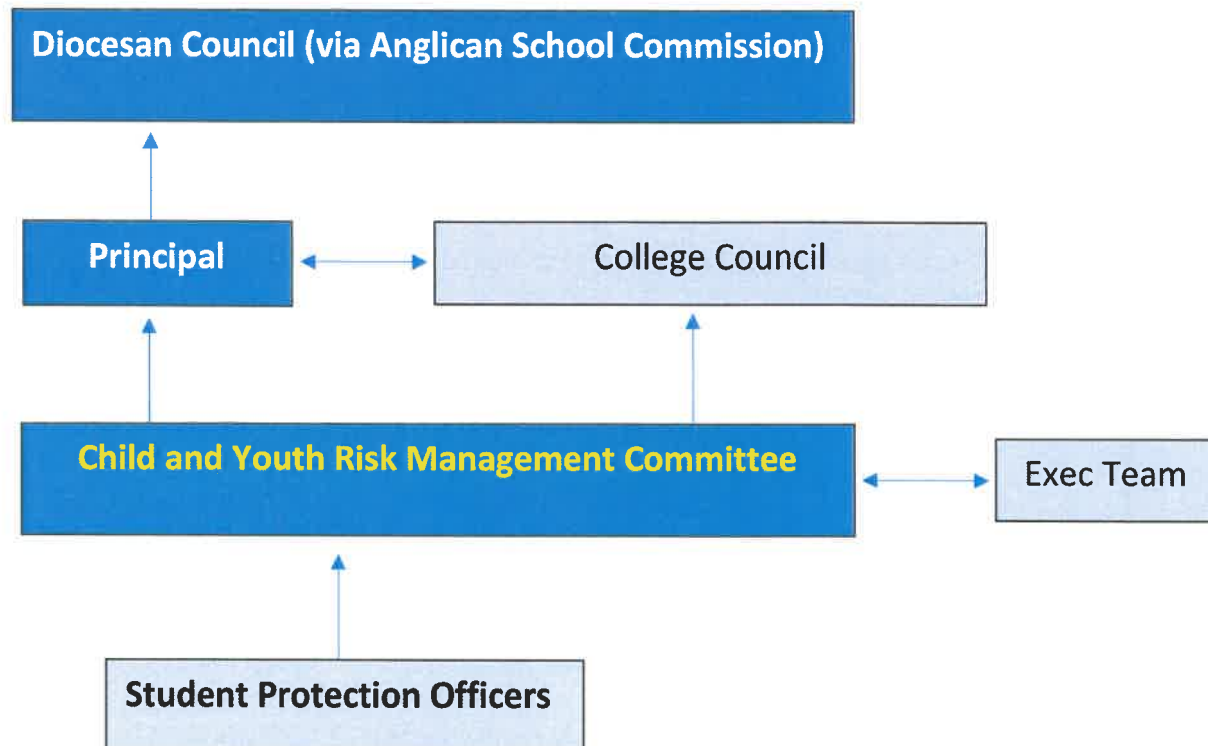 Diocesan Council (via Anglican School Commission)
Principal
College Council
Child and Youth Risk Management Committee
Exec Team
Student Protection Officers